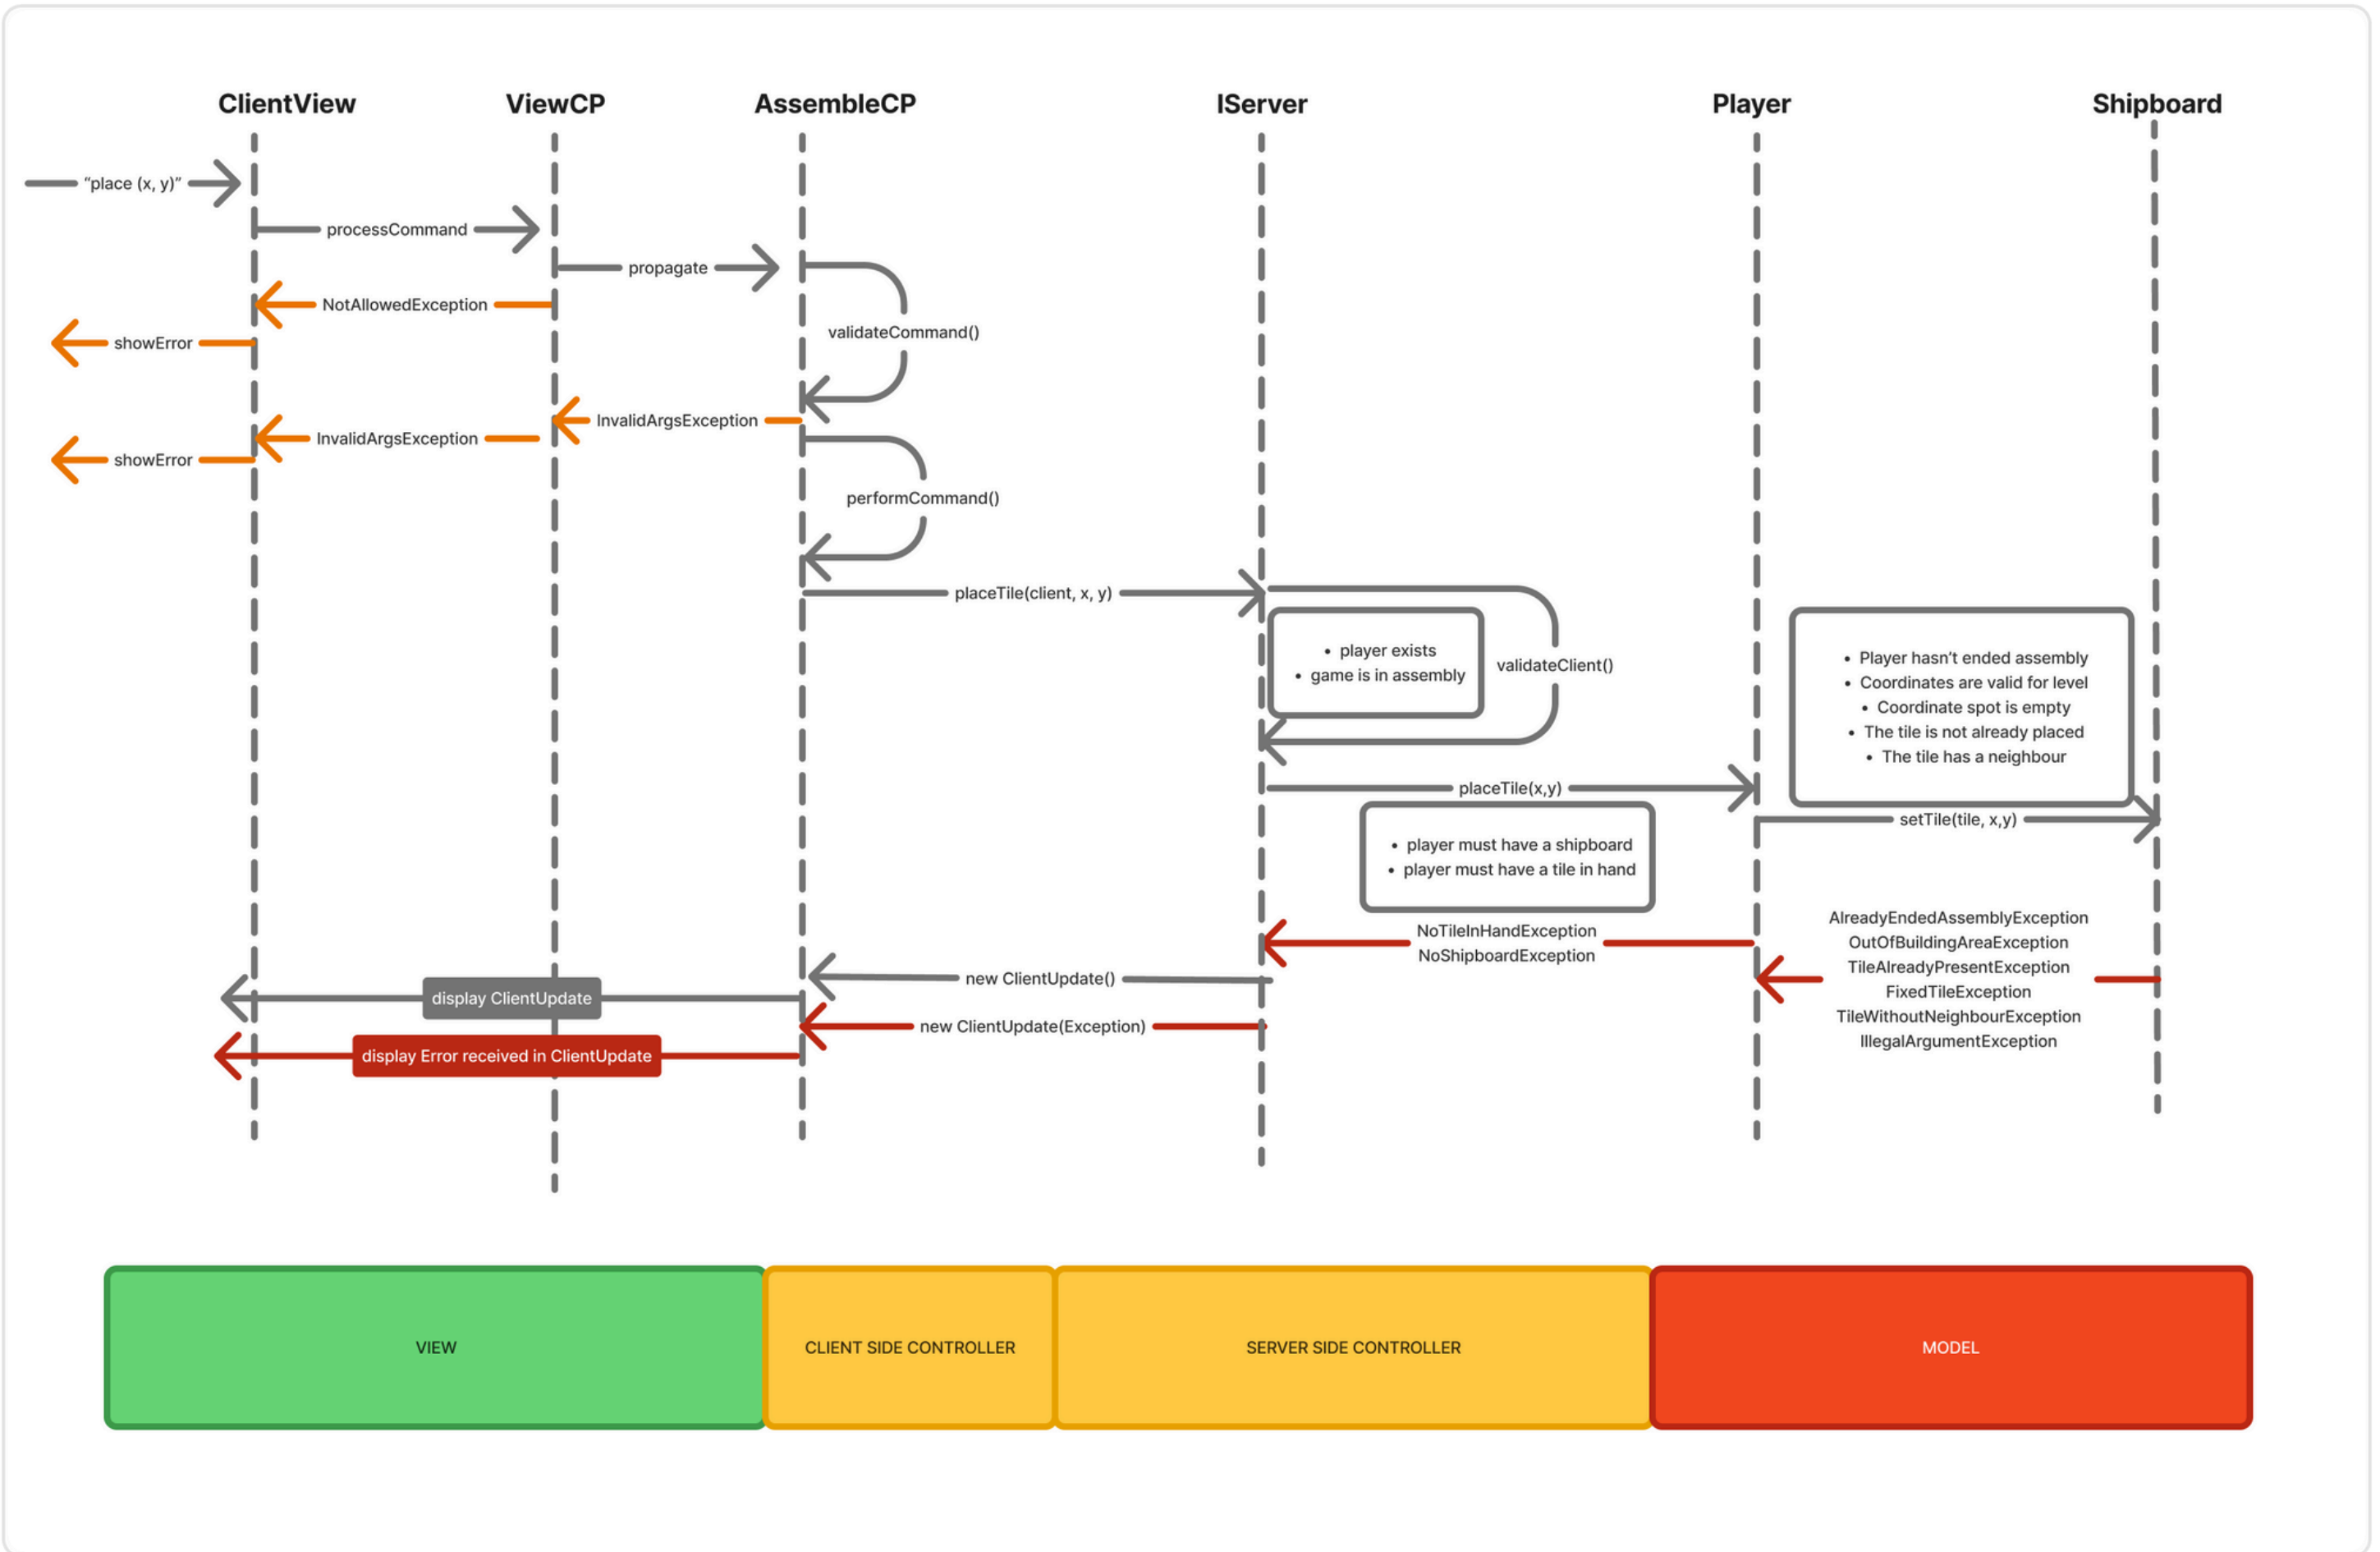 ClientView
ViewCP
AssembleCP
IServer
Player
Shipboard
“place (x, y)”
processCommand
propagate
NotAllowedException
validateCommand()
showError
InvalidArgsException
InvalidArgsException
showError
performCommand()
placeTile(client, x, y)
• player exists
• game is in assembly
validateClient()
• Player hasn’t ended assembly
• Coordinates are valid for level
• Coordinate spot is empty
• The tile is not already placed
• The tile has a neighbour
placeTile(x,y)
setTile(tile, x,y)
• player must have a shipboard
• player must have a tile in hand
NoTileInHandException
NoShipboardException
AlreadyEndedAssemblyException
OutOfBuildingAreaException
TileAlreadyPresentException
FixedTileException
TileWithoutNeighbourException
IllegalArgumentException
new ClientUpdate()
display ClientUpdate
new ClientUpdate(Exception)
display Error received in ClientUpdate
VIEW
CLIENT SIDE CONTROLLER
SERVER SIDE CONTROLLER
MODEL